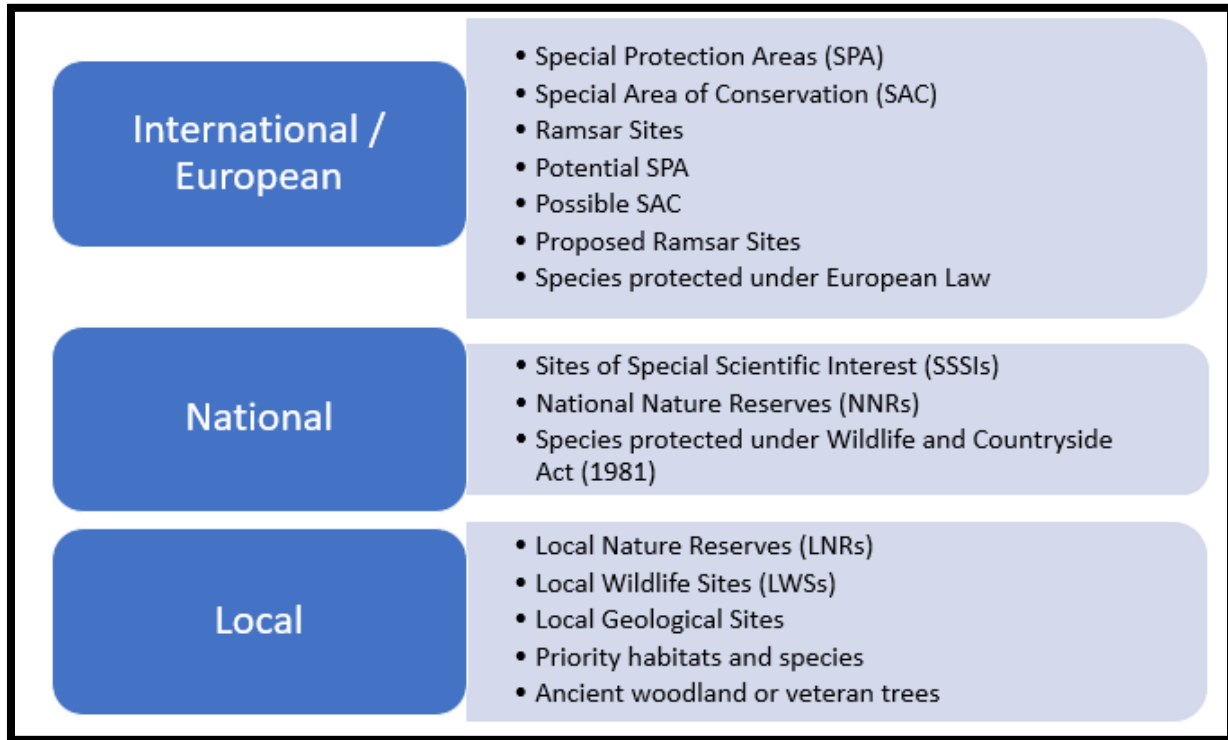 International /
European
• Special Protection Areas (SPA)
• Special Area of Conservation (SAC)
• Ramsar Sites
• Potential SPA
• Possible SAC
• Proposed Ramsar Sites
• Species protected under European Law
National
• Sites of Special Scientific Interest (SSSIs)
• National Nature Reserves (NNRs)
• Species protected under Wildlife and Countryside
Act (1981)
Local
• Local Nature Reserves (LNRs)
• Local Wildlife Sites (LWSs)
• Local Geological Sites
• Priority habitats and species
• Ancient woodland or veteran trees